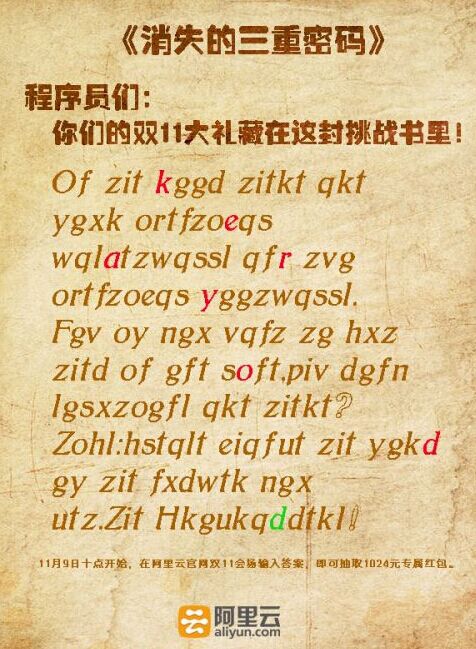 《消失的三重密码》
程序员们：
你们的双11大礼藏在这封挑战书里！
Of zit kggd zitkt qkt
ygxk ortfzoeqs
wqlatzwqssl qfr zvg
ortfzoeqs yggzwqssl.
Fgv oy ngx vqfz zg hxz
zitd of gft soft,piv dgfn
lgsxzogfl qkt zitkt?
Zohl:hstqlt eiqfut zit ygkd
gy zit fxdwtk ngx
utz.Zit Hkgukqddtkl!
11月9日十点开始，在阿里云官网双11会场输入答案，即可抽取1024元专属红包。
阿里云
aliyun.com